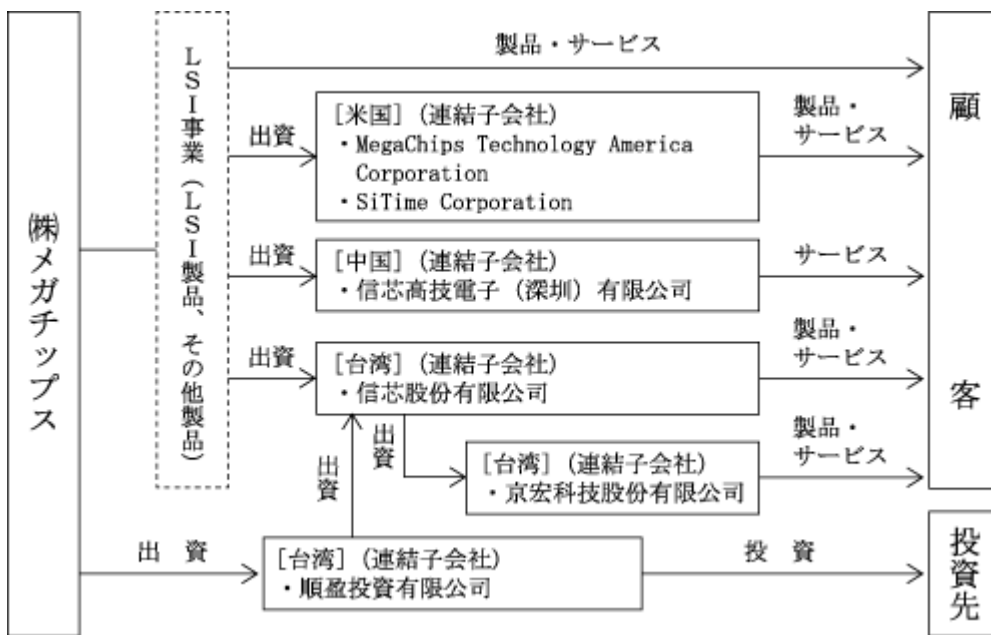 ㈱メガチップス
LSI事業（LSI製品、その他製品）
製品・サービス
出資
[米国]（連結子会社）
・MegaChips Technology America
Corporation
・SiTime Corporation
製品・
サービス
出資
[中国]（連結子会社）
・信芯高技電子（深圳）有限公司
サービス
出資
[台湾]（連結子会社）
・信芯股份有限公司
製品・
サービス
出資
出資
[台湾]（連結子会社）
・京宏科技股份有限公司
製品・
サービス
出　資
[台湾]（連結子会社）
・順盈投資有限公司
投　資
顧客
投資先